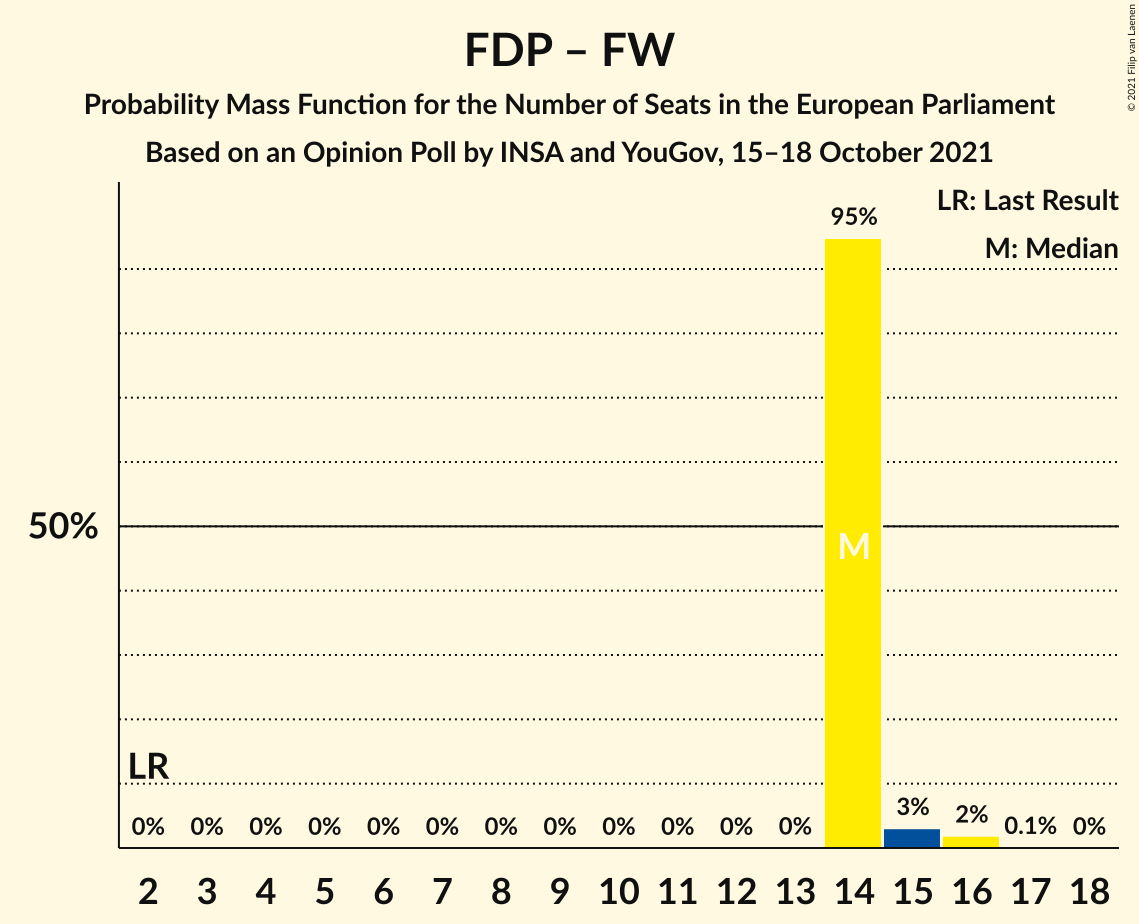 FDP – FW
Probability Mass Function for the Number of Seats in the European Parliament
Based on an Opinion Poll by INSA and YouGov, 15–18 October 2021
© 2021 Filip van Laenen
LR: Last Result
M: Median
95%
50%
M
LR
0% 0% 0% 0% 0% 0% 0% 0% 0% 0% 0% 0% 3% 2% 0.1% 0%
2 3 4 5 6 7 8 9 10 11 12 13 14 15 16 17 18